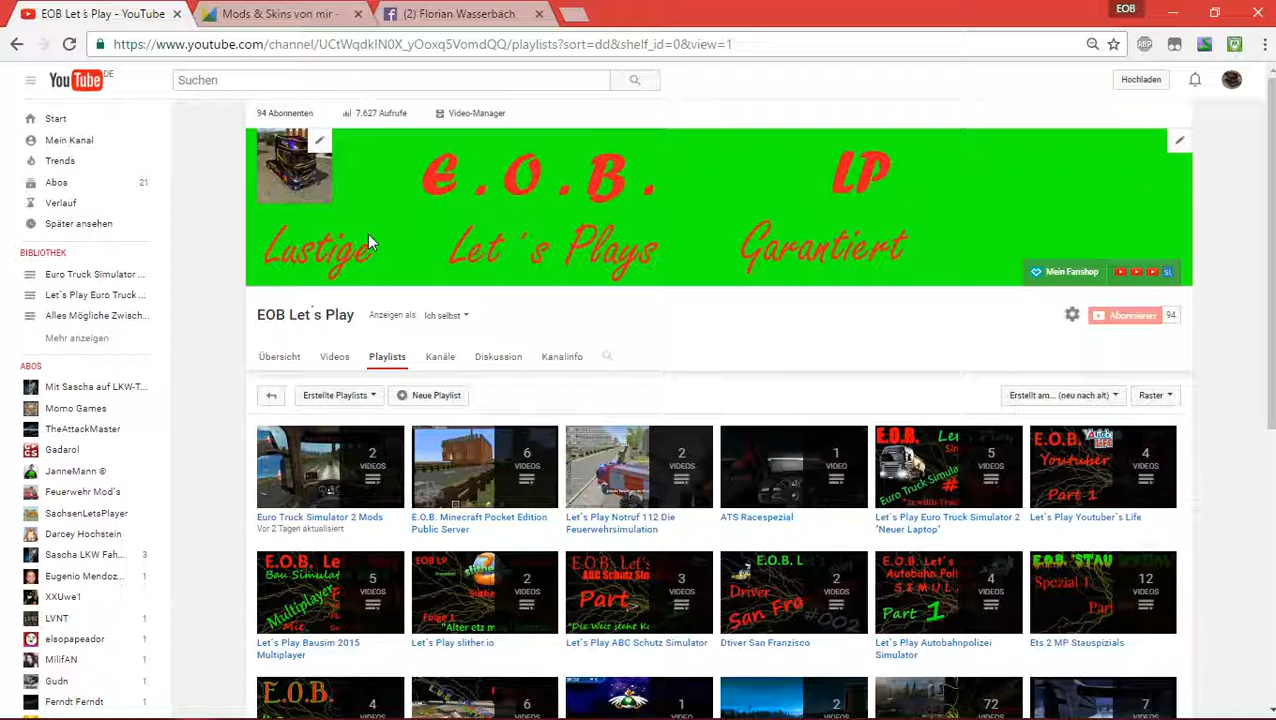 EOB Let´s Play - YouTube
Mods & Skins von mir -
(2) Florian Wasserbäch
EOB
https://www.youtube.com/channel/UCtWqdkIN0X_yOoxq5VomdQQ/playlists?sort=dd&shelf_id=0&view=1
YouTube DE
Suchen
Hochladen
Start
Mein Kanal
Trends
Abos 21
Verlauf
Später ansehen
BIBLIOTHEK
Euro Truck Simulator ...
Let´s Play Euro Truck ...
Alles Mögliche Zwisch...
Mehr anzeigen
ABOS
Mit Sascha auf LKW-T...
Momo Games
TheAttackMaster
Gadarol
JanneMann ®
Feuerwehr Mod´s
SachsenLetsPlayer
Darcey Hochstein
Sascha LKW Fah... 3
Eugenio Mendoz... 1
XXUwe1 1
LVNT 1
elsopapeador 1
MilifAN 1
Gudn 1
Ferndt Ferndt 1
94 Abonnenten
7.627 Aufrufe
Video-Manager
E.O.B. LP
Lustige Let´s Plays Garantiert
Mein Fanshop
EOB Let´s Play
Anzeigen als: Ich selbst
Abonnieren 94
Übersicht
Videos
Playlists
Kanäle
Diskussion
Kanalinfo
Erstellte Playlists
Neue Playlist
Erstellt am... (neu nach alt)
Raster
2 VIDEOS
6 VIDEOS
2 VIDEOS
1 VIDEO
5 VIDEOS
4 VIDEOS
Euro Truck Simulator 2 Mods
Vor 2 Tagen aktualisiert
E.O.B. Minecraft Pocket Edition
Public Server
Let´s Play Notruf 112 Die
Feuerwehrsimulation
ATS Racespezial
Let´s Play Euro Truck Simulator 2
"Neuer Laptop"
Let´s Play Youtuber´s Life
5 VIDEOS
2 VIDEOS
3 VIDEOS
2 VIDEOS
4 VIDEOS
12 VIDEOS
Let´s Play Bausim 2015
Multiplayer
Let´s Play slither.io
Let´s Play ABC Schutz Simulator
Dtiver San Franzisco
Let´s Play Autobahnpolizei
Simulator
Ets 2 MP Stauspizials
4
6
1
2
72
7